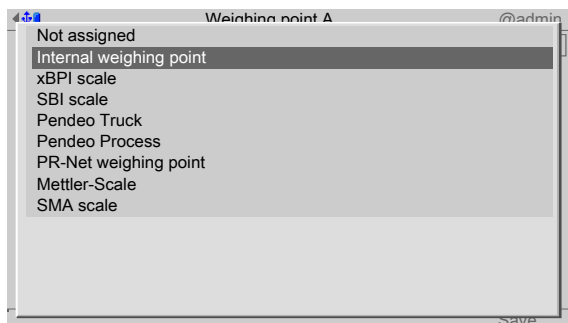 Weighing point A @admin
Not assigned
Internal weighing point
xBPI scale
SBI scale
Pendeo Truck
Pendeo Process
PR-Net weighing point
Mettler-Scale
SMA scale
Save